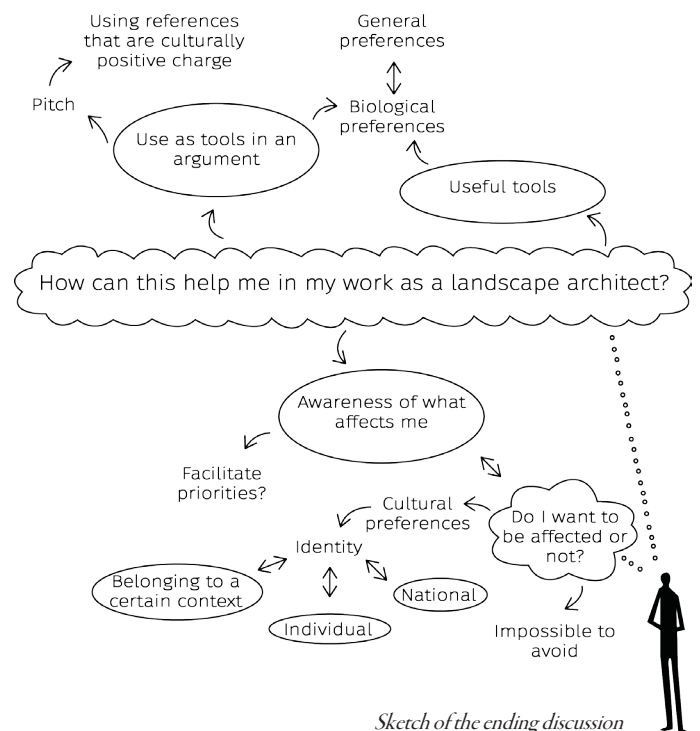 Using references
that are culturally
positive charge
General
preferences
Pitch
Biological
preferences
Use as tools in an
argument
Useful tools
How can this help me in my work as a landscape architect?
Awareness of what
affects me
Facilitate
priorities?
Cultural
preferences
Do I want to
be affected or
not?
Identity
Belonging to a
certain context
National
Individual
Impossible to
avoid
Sketch of the ending discussion